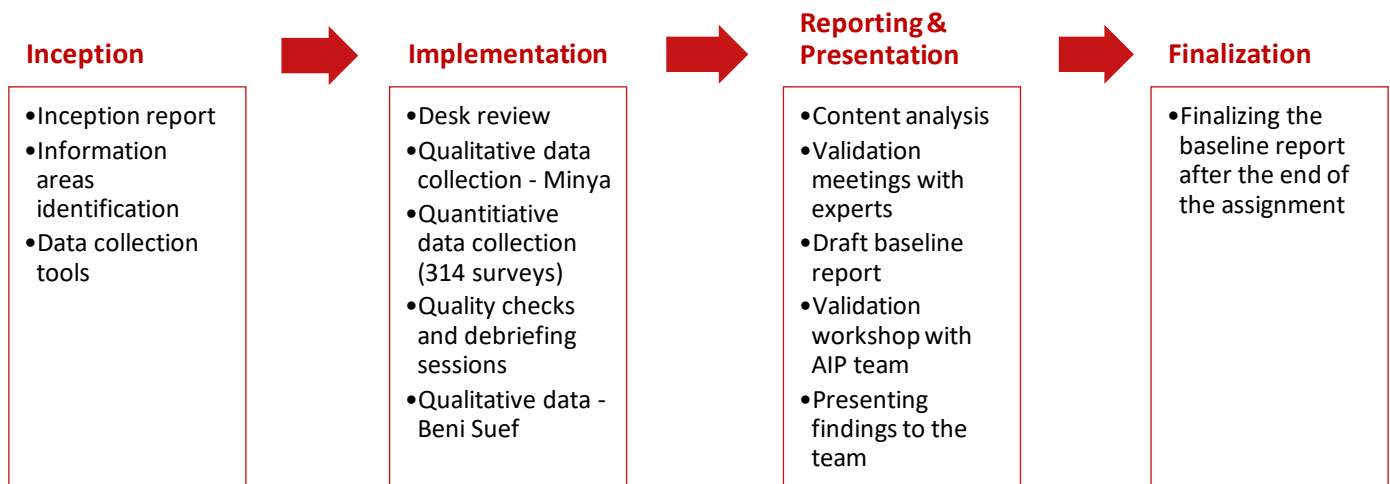 Inception
•Inception report
•Information
areas
identification
•Data collection
tools
Implementation
•Desk review
•Qualitative data
collection - Minya
•Quantitiative
data collection
(314 surveys)
•Quality checks
and debriefing
sessions
•Qualitative data -
Beni Suef
Reporting &
Presentation
•Content analysis
•Validation
meetings with
experts
•Draft baseline
report
•Validation
workshop with
AIP team
•Presenting
findings to the
team
Finalization
•Finalizing the
baseline report
after the end of
the assignment